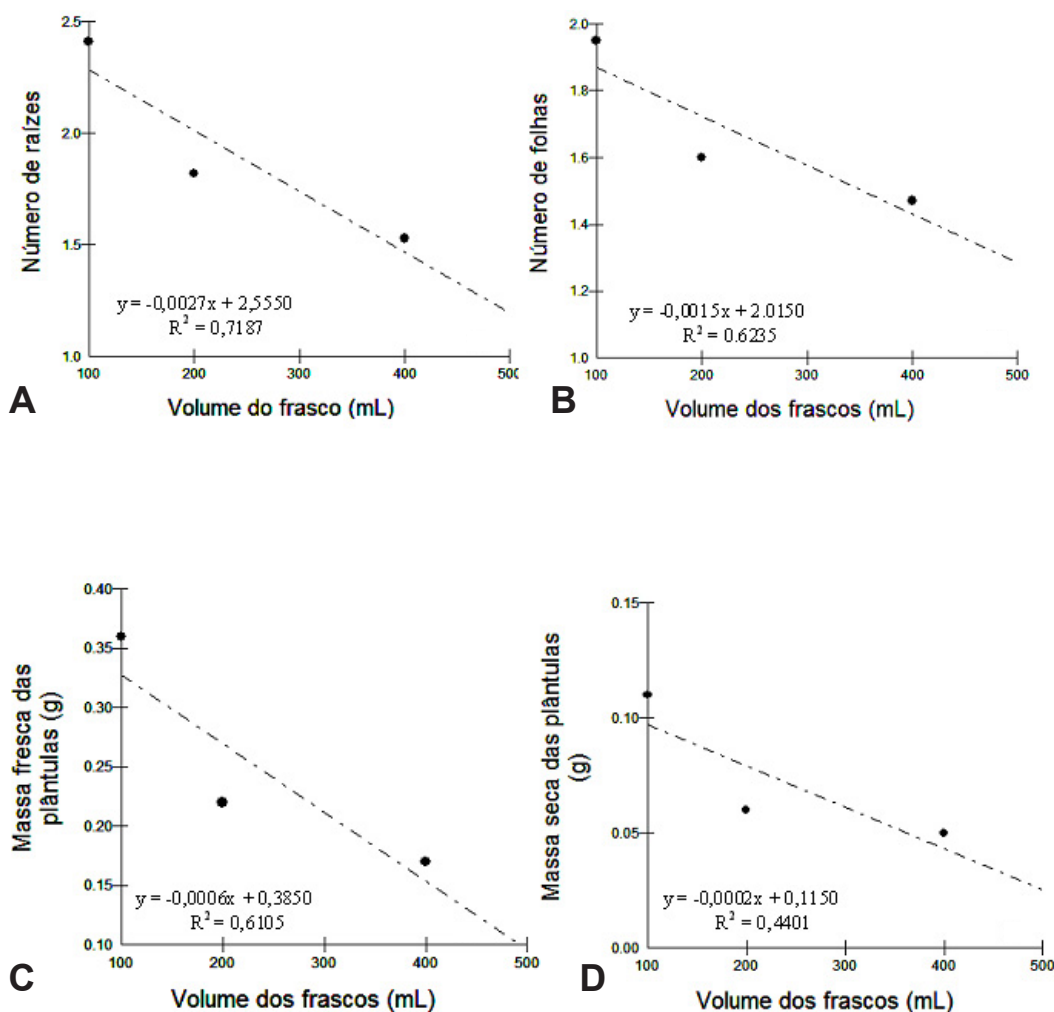 Número de raízes
2.5
2.0
1.5
1.0
y = -0,0027x + 2,5550
R² = 0,7187
100 200 300 400 500
Volume do frasco (mL)
A
Número de folhas
2.0
1.8
1.6
1.4
1.2
1.0
y = -0,0015x + 2.0150
R² = 0.6235
100 200 300 400 500
Volume dos frascos (mL)
B
Massa fresca das
plântulas (g)
0.40
0.35
0.30
0.25
0.20
0.15
0.10
y = -0,0006x + 0,3850
R² = 0,6105
100 200 300 400 500
Volume dos frascos (mL)
C
Massa seca das plântulas
(g)
0.15
0.10
0.05
0.00
y = -0,0002x + 0,1150
R² = 0,4401
100 200 300 400 500
Volume dos frascos (mL)
D